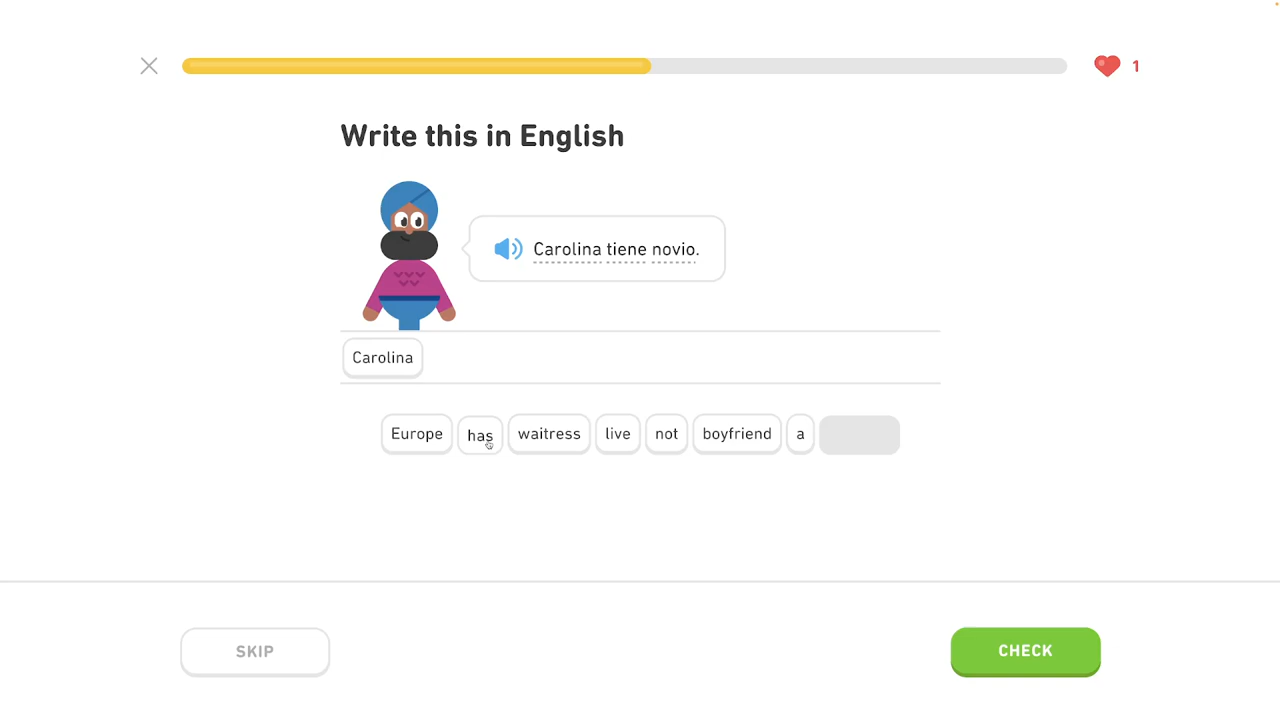 1
Write this in English
Carolina tiene novio.
Carolina
Europe has waitress live not boyfriend a
SKIP CHECK